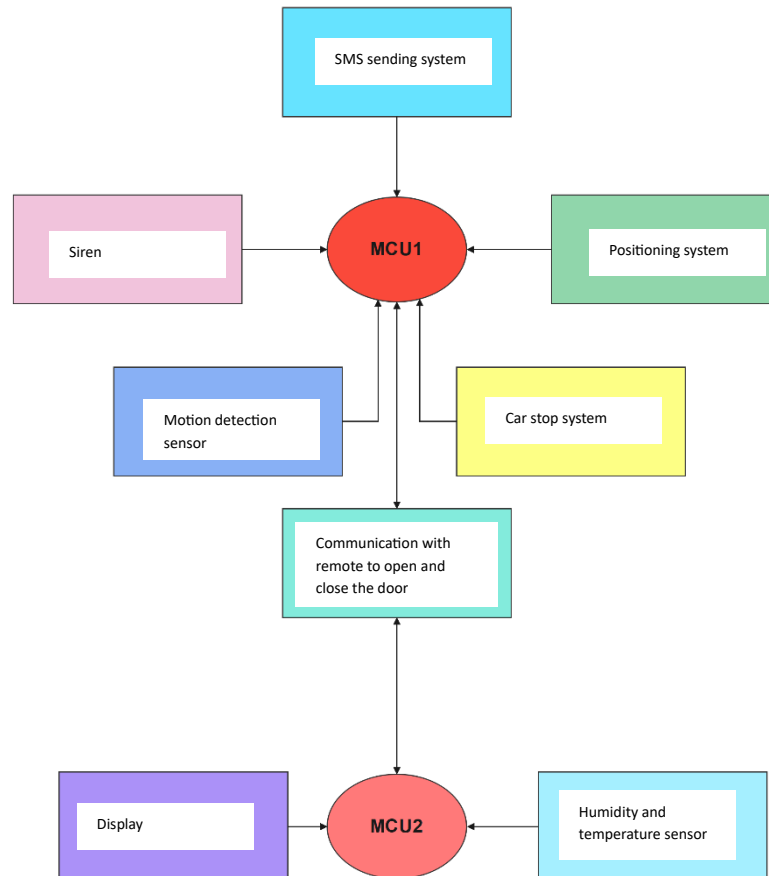 SMS sending system
MCU1
Siren
Positioning system
Motion detection
sensor
Car stop system
Communication with
remote to open and
close the door
MCU2
Display
Humidity and
temperature sensor